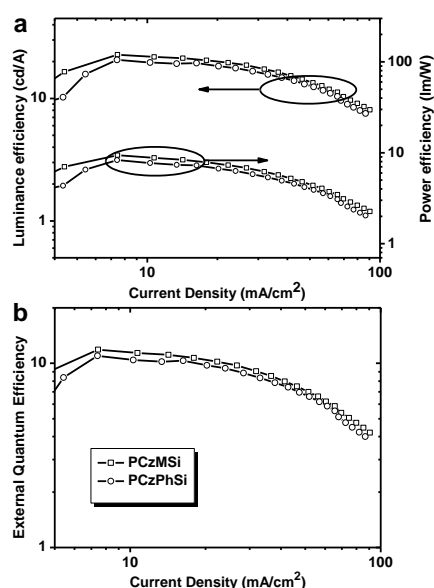 a
Luminance efficiency (cd/A)
10
1
100
10
1
Power efficiency (lm/W)
10
100
Current Density (mA/cm²)
b
External Quantum Efficiency
10
1
PCzMSi
PCzPhSi
10
100
Current Density (mA/cm²)